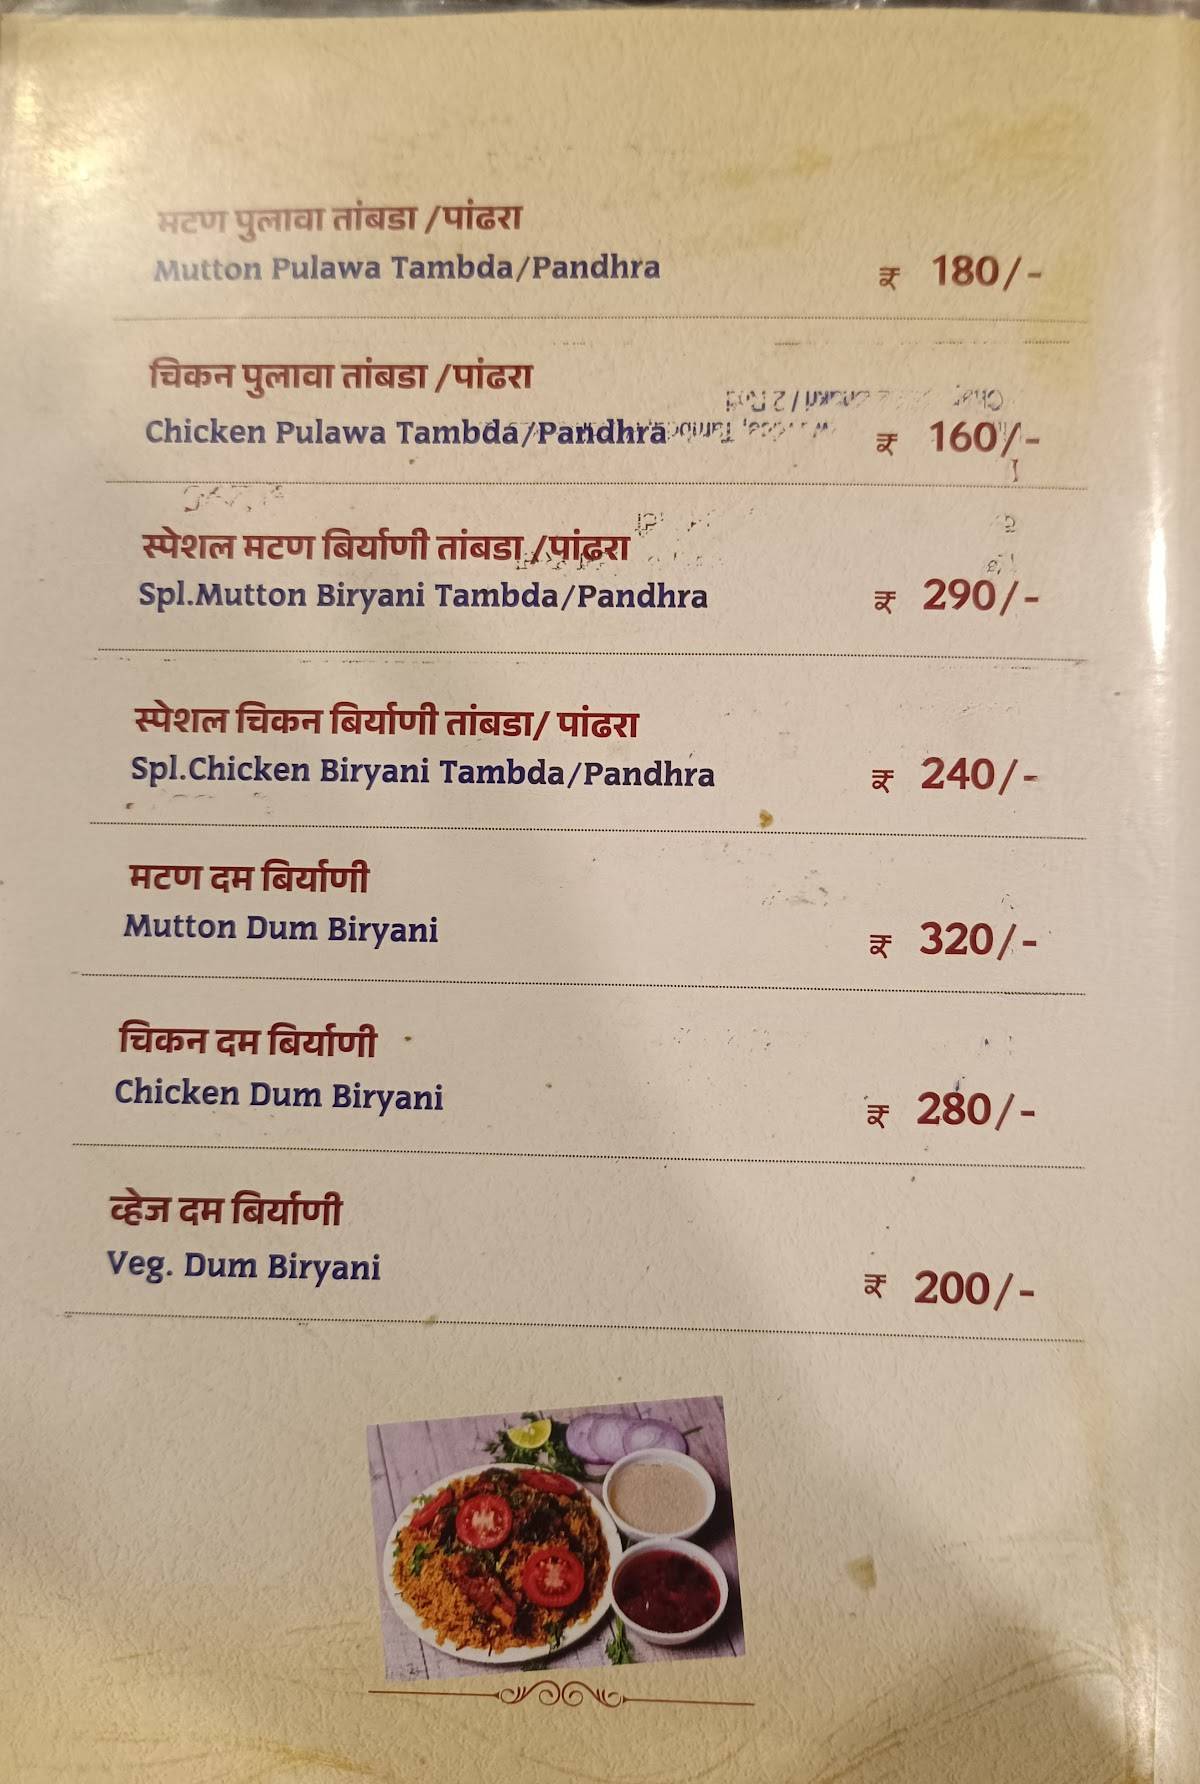 मटण पुलावा तांबडा /पांढरा
Mutton Pulawa Tambda/Pandhra ₹ 180/-
चिकन पुलावा तांबडा /पांढरा
Chicken Pulawa Tambda/Pandhra ₹ 160/-
स्पेशल मटण बिर्याणी तांबडा /पांढरा
Spl.Mutton Biryani Tambda/Pandhra ₹ 290/-
स्पेशल चिकन बिर्याणी तांबडा/ पांढरा
Spl.Chicken Biryani Tambda/Pandhra ₹ 240/-
मटण दम बिर्याणी
Mutton Dum Biryani ₹ 320/-
चिकन दम बिर्याणी
Chicken Dum Biryani ₹ 280/-
व्हेज दम बिर्याणी
Veg. Dum Biryani ₹ 200/-